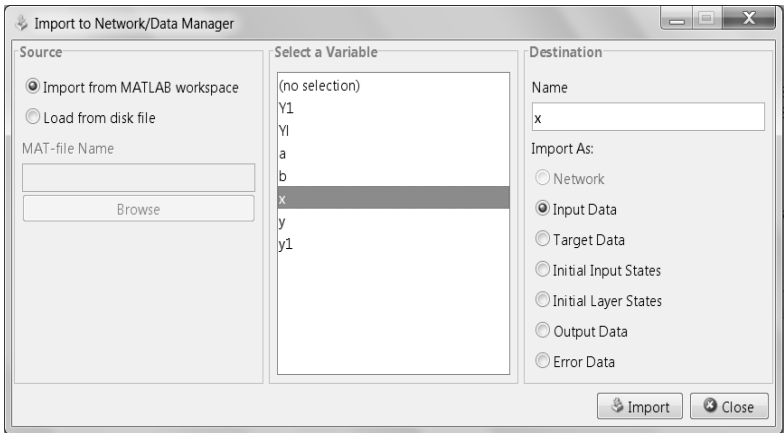 Import to Network/Data Manager
Source
Import from MATLAB workspace
Load from disk file
MAT-file Name
Browse
Select a Variable
(no selection)
Y1
YI
a
b
x
y
y1
Destination
Name
x
Import As:
Network
Input Data
Target Data
Initial Input States
Initial Layer States
Output Data
Error Data
Import
Close